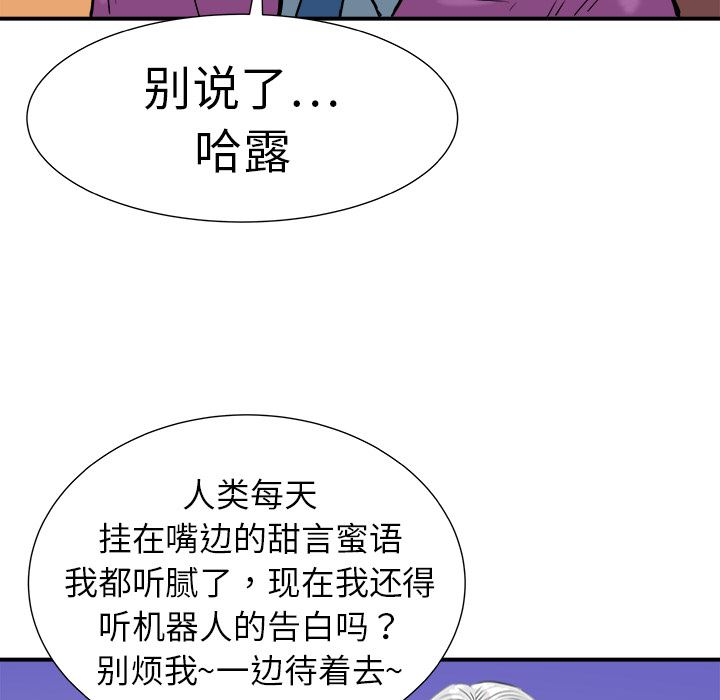 别说了...
哈露
人类每天
挂在嘴边的甜言蜜语
我都听腻了，现在我还得
听机器人的告白吗？
别烦我~一边待着去~